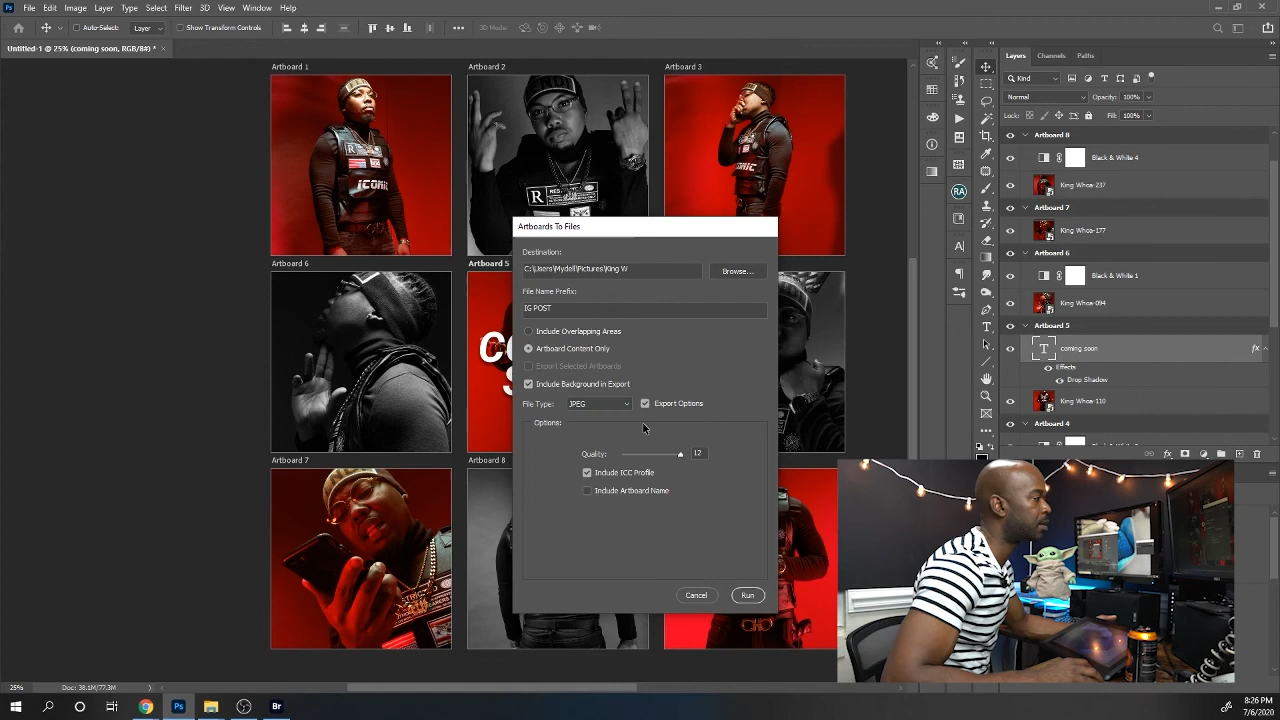 Ps File Edit Image Layer Type Select Filter 3D View Window Help
Auto-Select: Layer Show Transform Controls 3D Mode:
Untitled-1 @ 25% (coming soon, RGB/8#) *
Artboard 1 Artboard 2 Artboard 3
Artboard 6 Artboard 5
Artboard 7 Artboard 8
R
ICONIC
R
Artboards To Files
Destination:
C:\Users\Mydell\Pictures\King W
Browse...
File Name Prefix:
IG POST
Include Overlapping Areas
Artboard Content Only
Export Selected Artboards
Include Background in Export
File Type: JPEG Export Options
Options:
Quality: 12
Include ICC Profile
Include Artboard Name
Cancel Run
Layers Channels Paths
Kind
Normal Opacity: 100%
Lock: Fill: 100%
Artboard 8
Black & White 4
King Whoa-237
Artboard 7
King Whoa-177
Artboard 6
Black & White 1
King Whoa-094
Artboard 5
T coming soon fx
Effects
Drop Shadow
King Whoa-110
Artboard 4
RA
25% Doc: 38.1M/77.3M
Ps Br
8:26 PM
7/6/2020